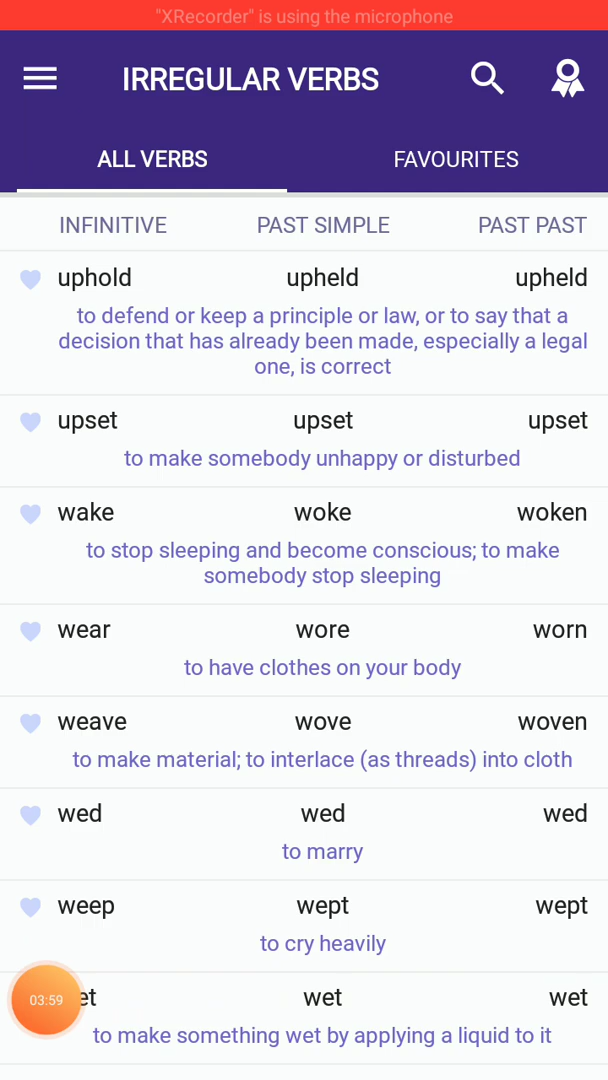 "XRecorder" is using the microphone
IRREGULAR VERBS
ALL VERBS FAVOURITES
INFINITIVE PAST SIMPLE PAST PAST
uphold upheld upheld
to defend or keep a principle or law, or to say that a
decision that has already been made, especially a legal
one, is correct
upset upset upset
to make somebody unhappy or disturbed
wake woke woken
to stop sleeping and become conscious; to make
somebody stop sleeping
wear wore worn
to have clothes on your body
weave wove woven
to make material; to interlace (as threads) into cloth
wed wed wed
to marry
weep wept wept
to cry heavily
03:59 et wet wet
to make something wet by applying a liquid to it